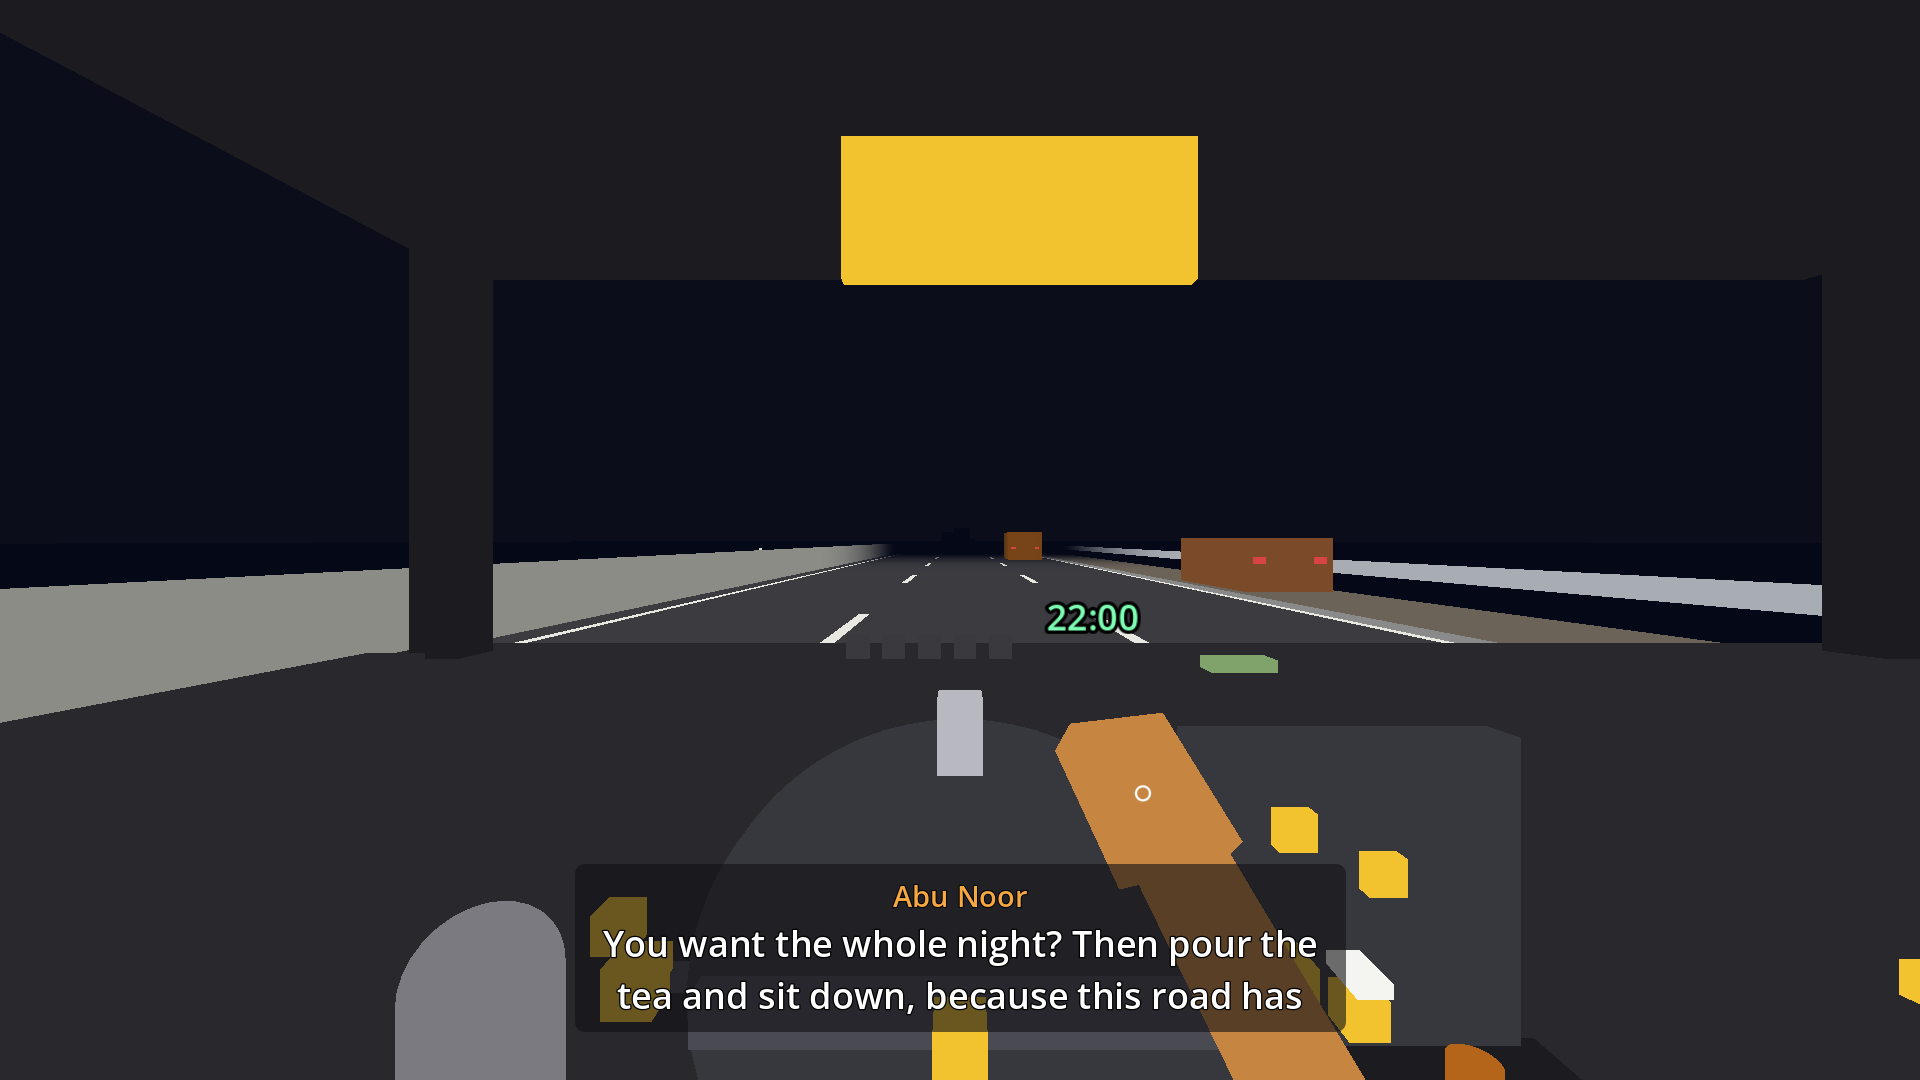 22:00
Abu Noor
You want the whole night? Then pour the
tea and sit down, because this road has